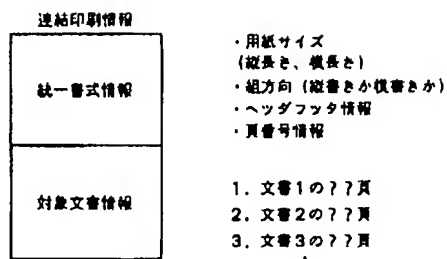 連結印刷情報
統一書式情報
・用紙サイズ
(縦長さ、横長さ)
・組方向(縦書きか横書きか)
・ヘッダフッタ情報
・頁番号情報
対象文書情報
1. 文書1の??頁
2. 文書2の??頁
3. 文書3の??頁